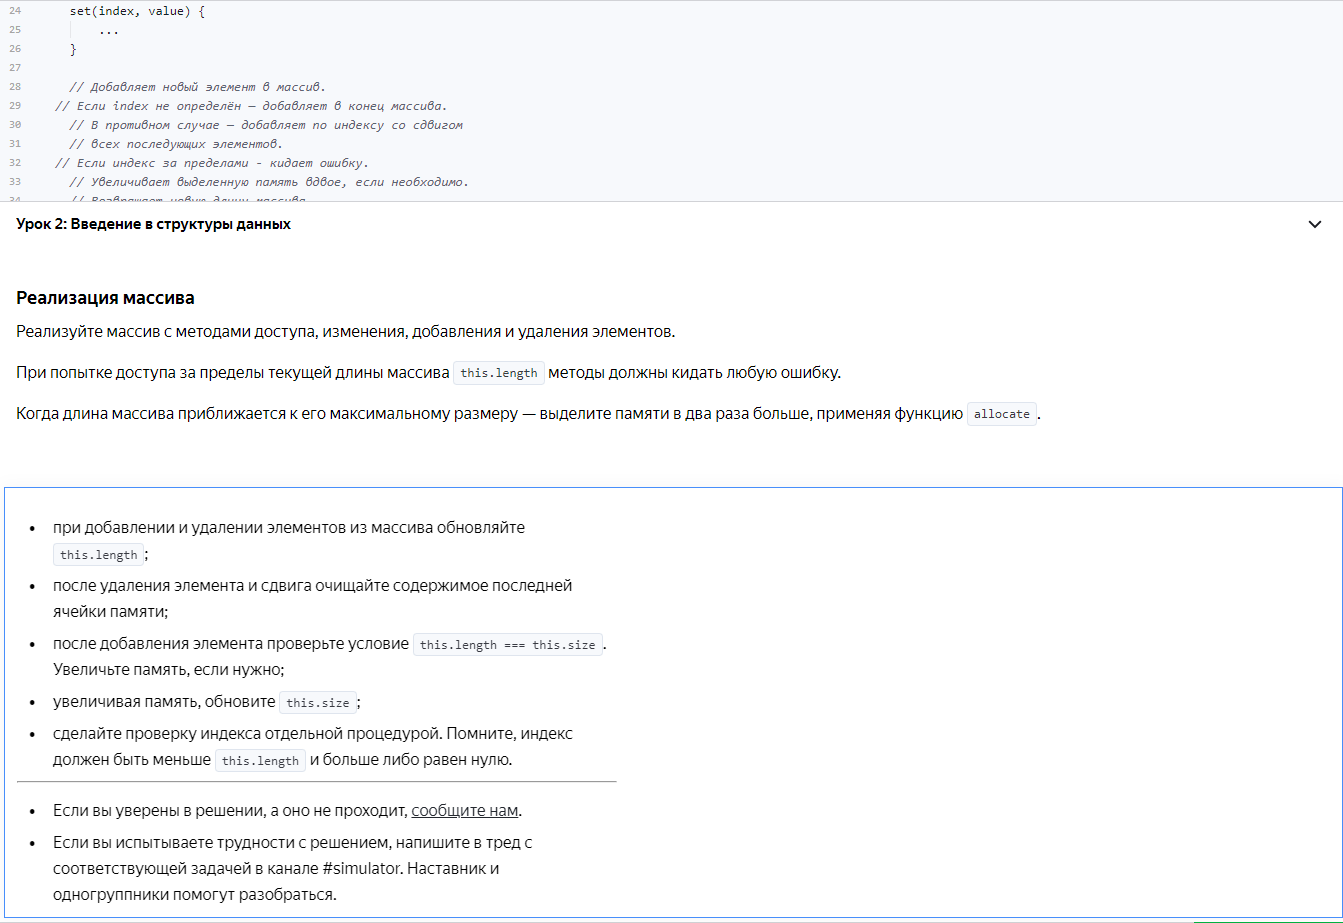 24 set(index, value) {
25 ...
26 }
27
28 // Добавляет новый элемент в массив.
29 // Если index не определён — добавляет в конец массива.
30 // В противном случае — добавляет по индексу со сдвигом
31 // всех последующих элементов.
32 // Если индекс за пределами - кидает ошибку.
33 // Увеличивает выделенную память вдвое, если необходимо.
34 // Возвращает новую длину массива
Урок 2: Введение в структуры данных
Реализация массива
Реализуйте массив с методами доступа, изменения, добавления и удаления элементов.
При попытке доступа за пределы текущей длины массива this.length методы должны кидать любую ошибку.
Когда длина массива приближается к его максимальному размеру — выделите памяти в два раза больше, применяя функцию allocate.
• при добавлении и удалении элементов из массива обновляйте
this.length;
• после удаления элемента и сдвига очищайте содержимое последней
ячейки памяти;
• после добавления элемента проверьте условие this.length === this.size.
Увеличьте память, если нужно;
• увеличивая память, обновите this.size;
• сделайте проверку индекса отдельной процедурой. Помните, индекс
должен быть меньше this.length и больше либо равен нулю.
• Если вы уверены в решении, а оно не проходит, сообщите нам.
• Если вы испытываете трудности с решением, напишите в тред с
соответствующей задачей в канале #simulator. Наставник и
одногруппники помогут разобраться.